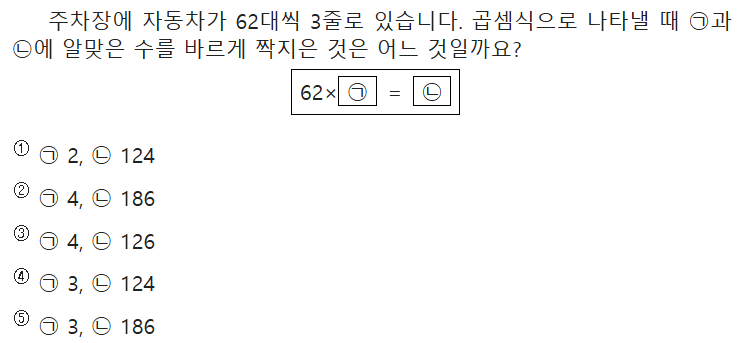 주차장에 자동차가 62대씩 3줄로 있습니다. 곱셈식으로 나타낼 때 ㉠과
㉡에 알맞은 수를 바르게 짝지은 것은 어느 것일까요?
62×㉠ = ㉡
① ㉠ 2, ㉡ 124
② ㉠ 4, ㉡ 186
③ ㉠ 4, ㉡ 126
④ ㉠ 3, ㉡ 124
⑤ ㉠ 3, ㉡ 186